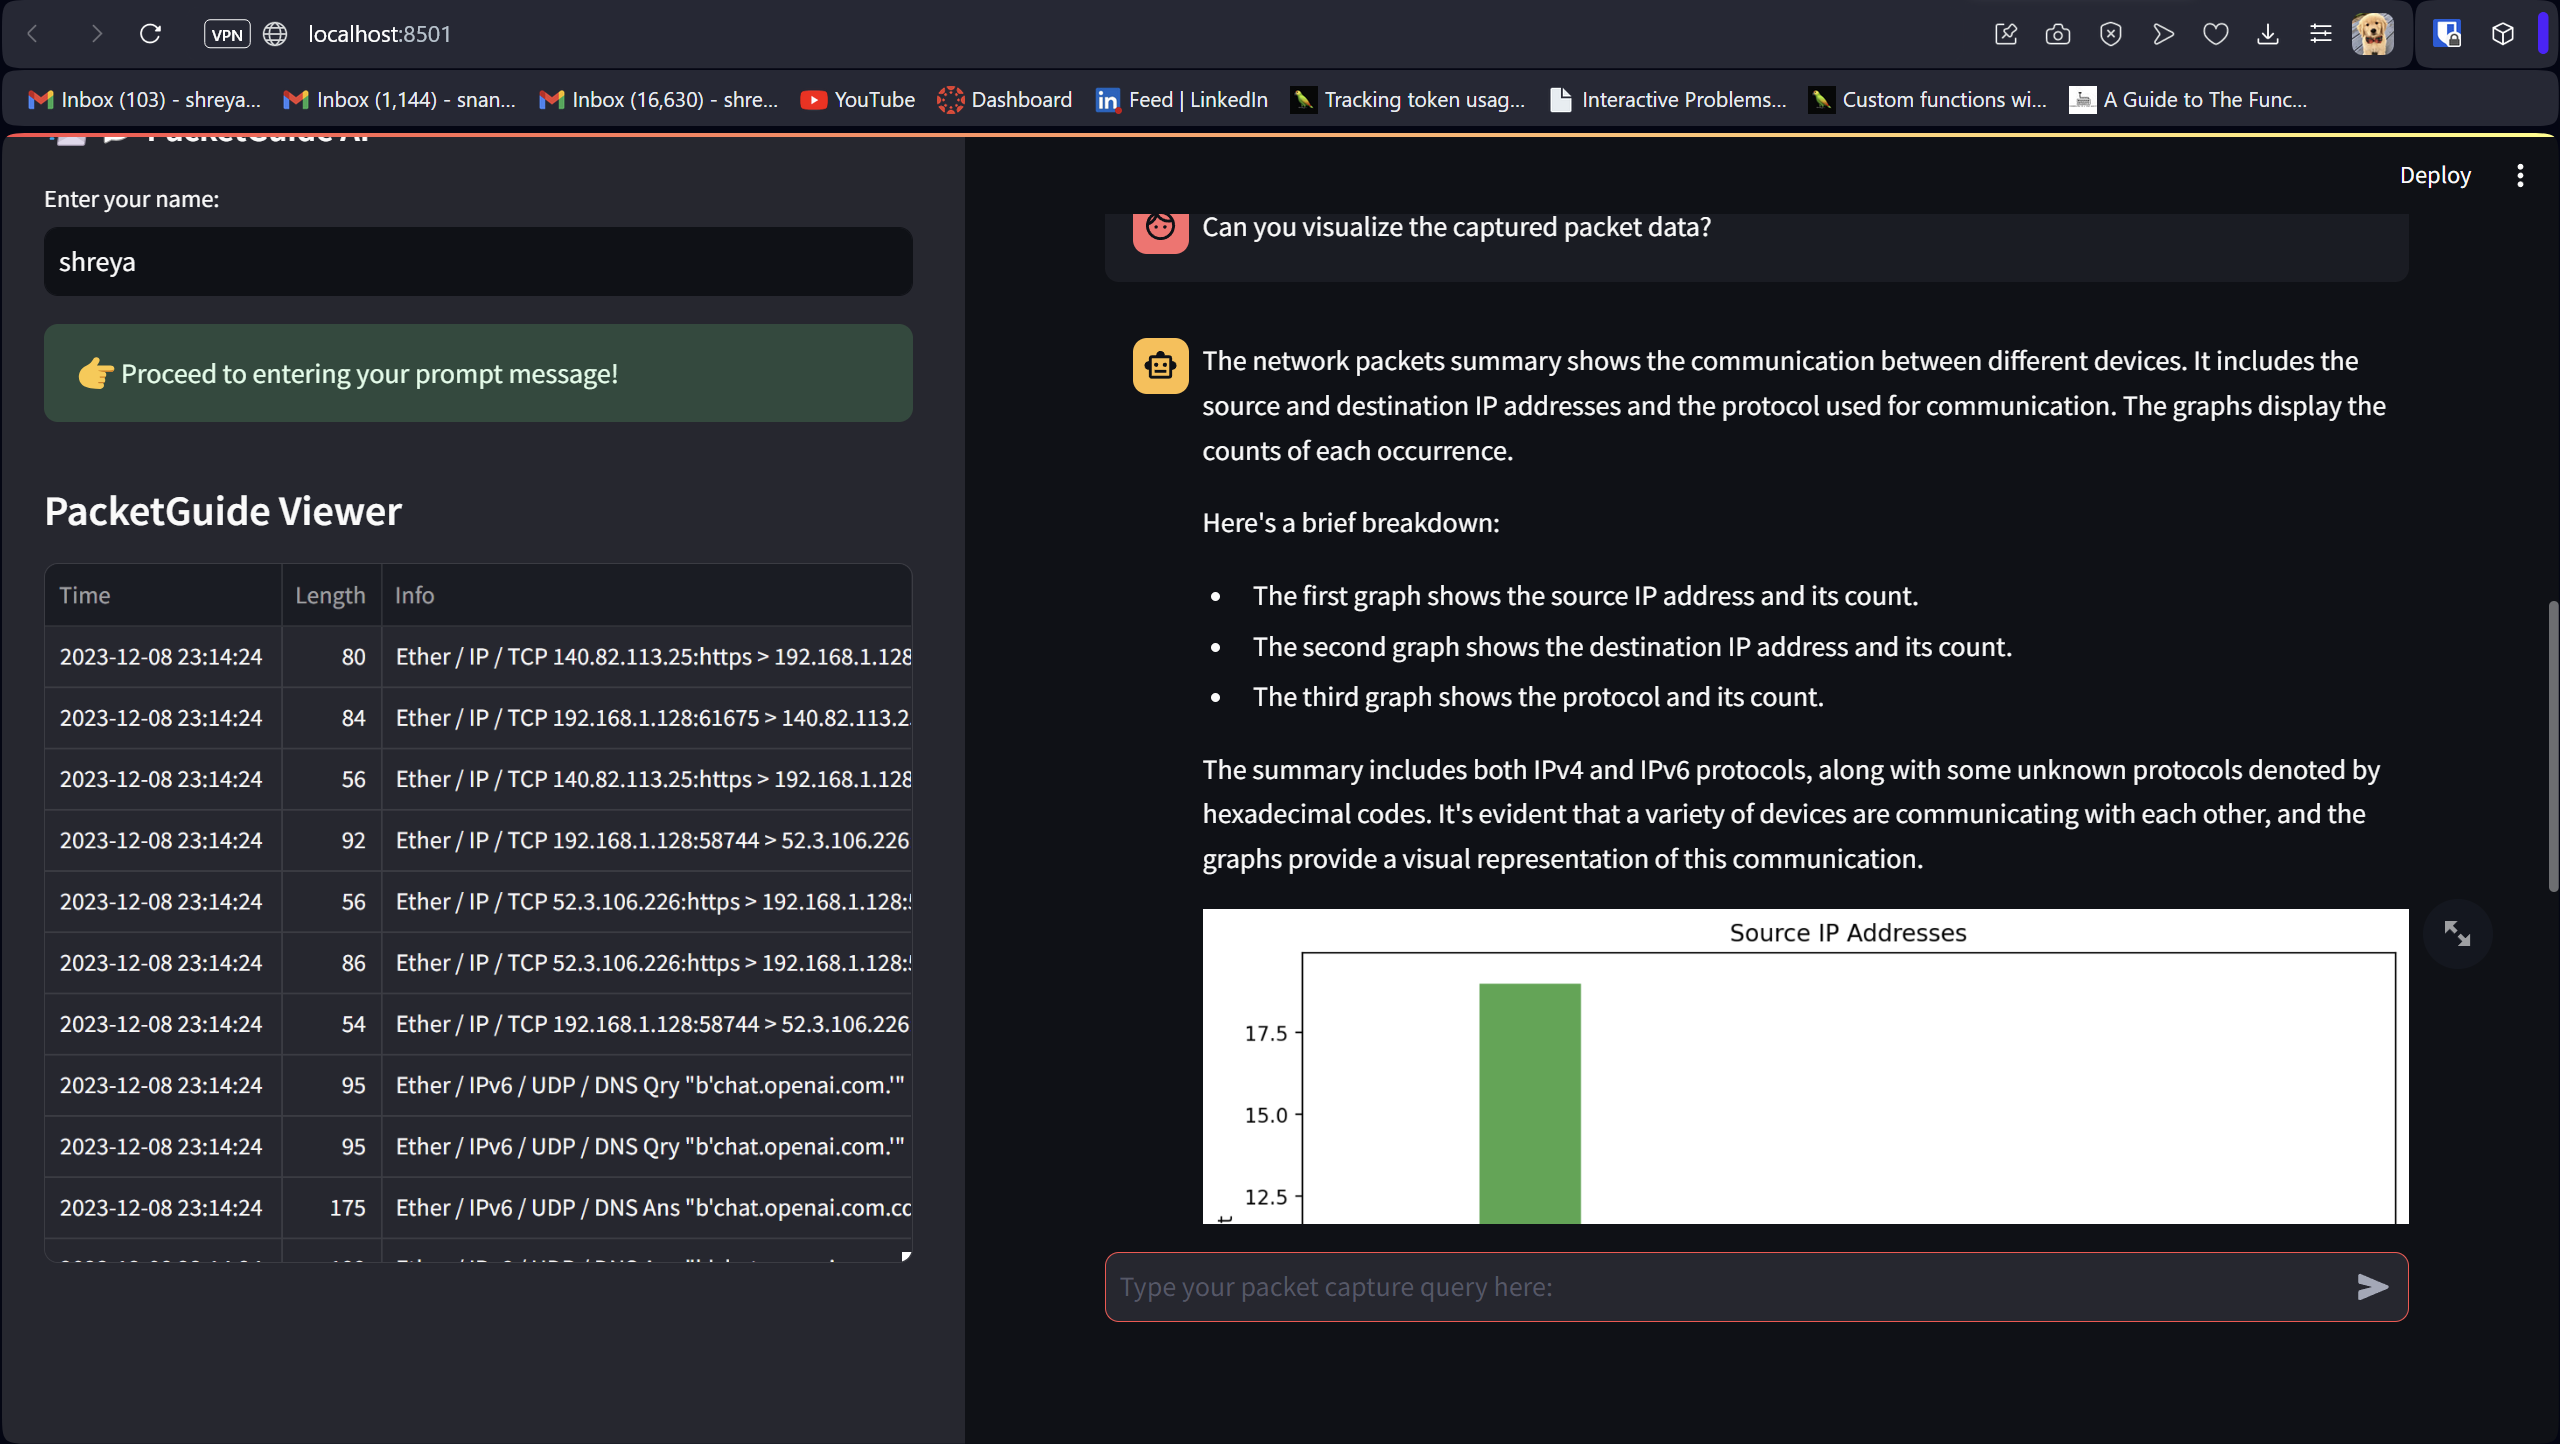 VPN localhost:8501
Inbox (103) - shreya... Inbox (1,144) - snan... Inbox (16,630) - shre... YouTube Dashboard Feed | LinkedIn Tracking token usag... Interactive Problems... Custom functions wi... A Guide to The Func...
PacketGuide AI
Enter your name:
shreya
👉 Proceed to entering your prompt message!
PacketGuide Viewer
Time Length Info
2023-12-08 23:14:24 80 Ether / IP / TCP 140.82.113.25:https > 192.168.1.128
2023-12-08 23:14:24 84 Ether / IP / TCP 192.168.1.128:61675 > 140.82.113.2
2023-12-08 23:14:24 56 Ether / IP / TCP 140.82.113.25:https > 192.168.1.128
2023-12-08 23:14:24 92 Ether / IP / TCP 192.168.1.128:58744 > 52.3.106.226
2023-12-08 23:14:24 56 Ether / IP / TCP 52.3.106.226:https > 192.168.1.128:
2023-12-08 23:14:24 86 Ether / IP / TCP 52.3.106.226:https > 192.168.1.128:
2023-12-08 23:14:24 54 Ether / IP / TCP 192.168.1.128:58744 > 52.3.106.226
2023-12-08 23:14:24 95 Ether / IPv6 / UDP / DNS Qry "b'chat.openai.com.'"
2023-12-08 23:14:24 95 Ether / IPv6 / UDP / DNS Qry "b'chat.openai.com.'"
2023-12-08 23:14:24 175 Ether / IPv6 / UDP / DNS Ans "b'chat.openai.com.cc
Deploy
Can you visualize the captured packet data?
The network packets summary shows the communication between different devices. It includes the
source and destination IP addresses and the protocol used for communication. The graphs display the
counts of each occurrence.
Here's a brief breakdown:
• The first graph shows the source IP address and its count.
• The second graph shows the destination IP address and its count.
• The third graph shows the protocol and its count.
The summary includes both IPv4 and IPv6 protocols, along with some unknown protocols denoted by
hexadecimal codes. It's evident that a variety of devices are communicating with each other, and the
graphs provide a visual representation of this communication.
Source IP Addresses
17.5
15.0
12.5
Type your packet capture query here: